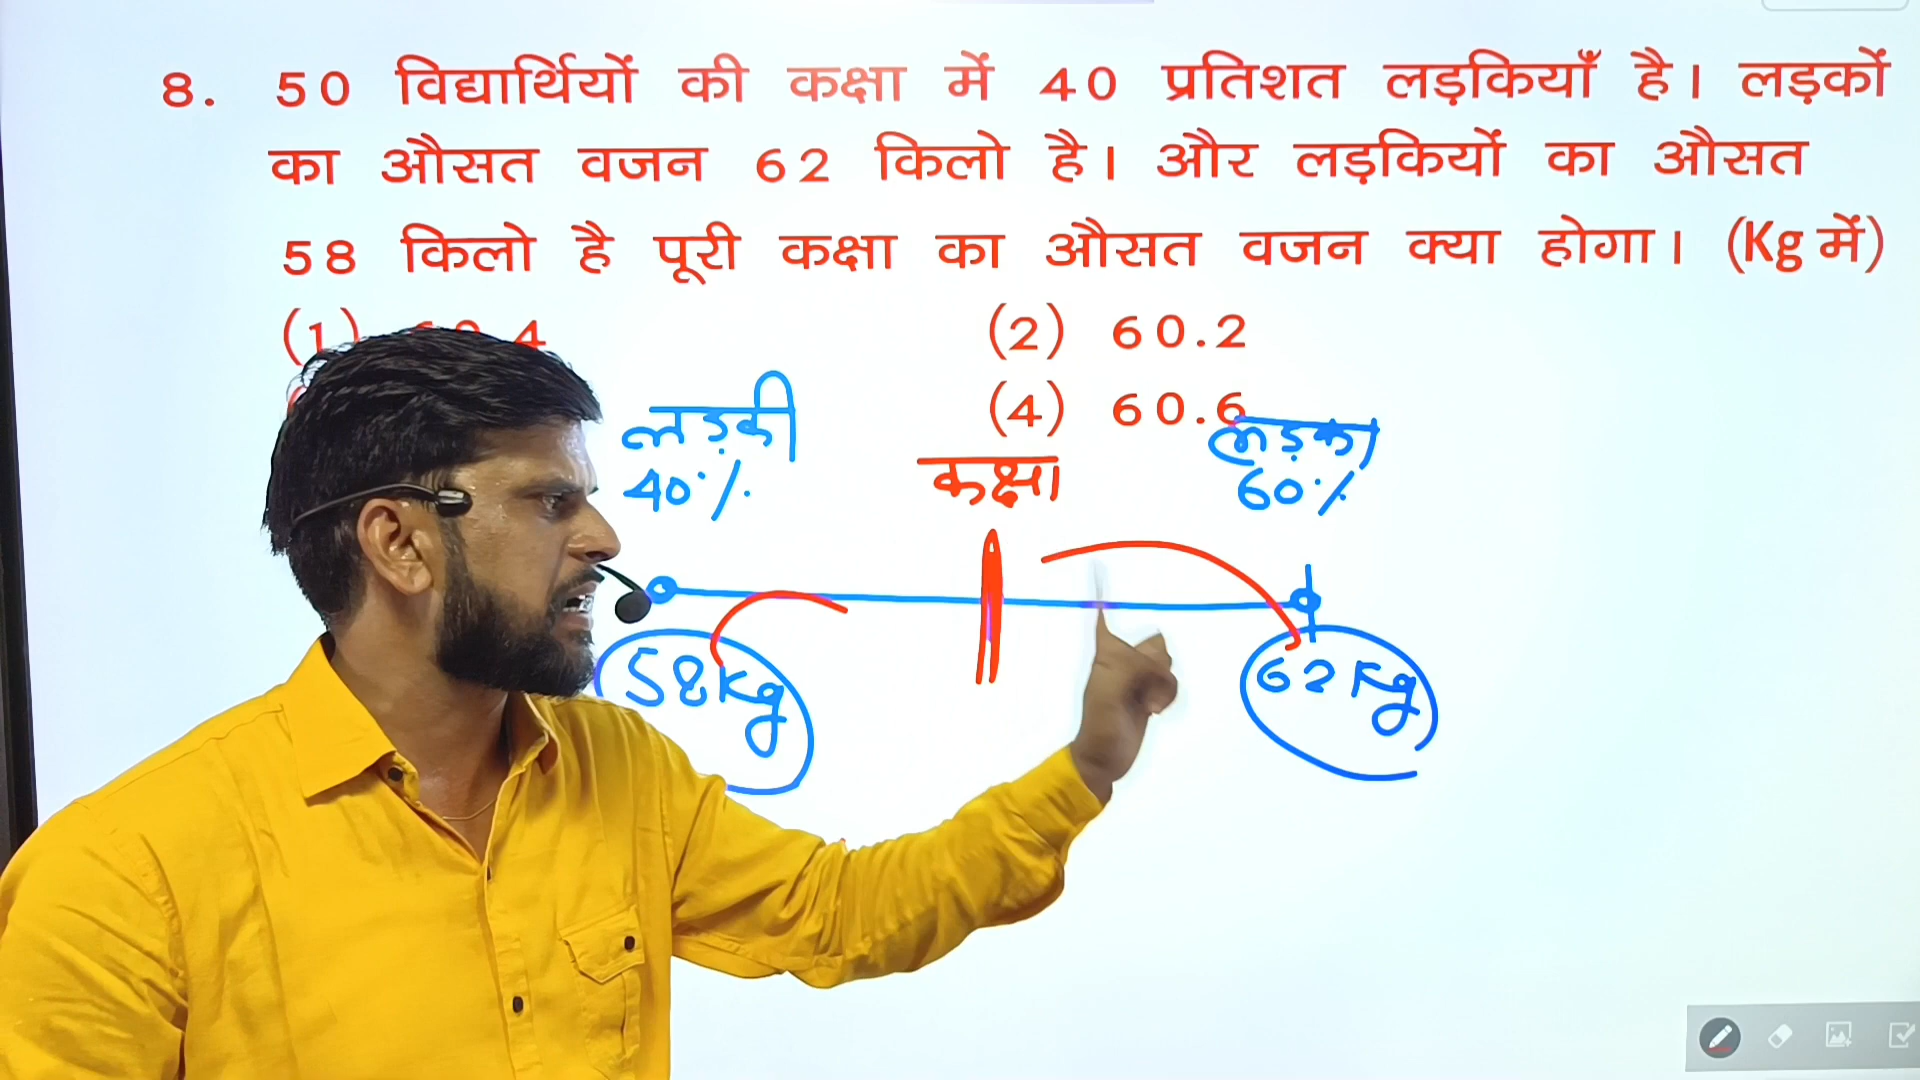 8. 50 विद्यार्थियों की कक्षा में 40 प्रतिशत लड़कियाँ है। लड़कों
का औसत वजन 62 किलो है। और लड़कियों का औसत
58 किलो है पूरी कक्षा का औसत वजन क्या होगा। (Kg में)
(1)
(2) 60.2
(4) 60.6
लड़की
कक्षा
लड़का
40%
60%
58kg
62kg